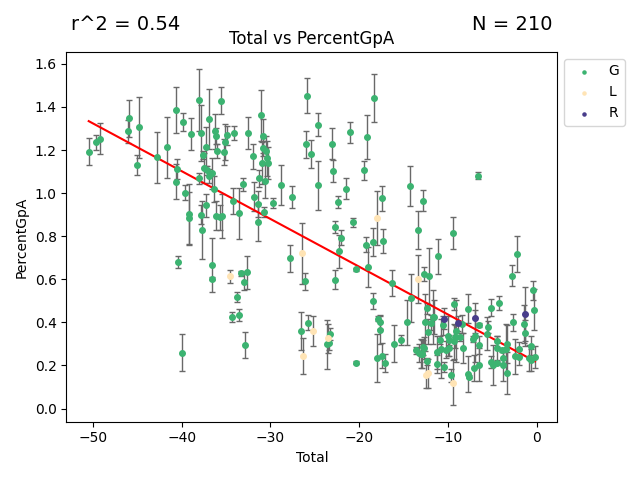 r^2 = 0.54
N = 210
Total vs PercentGpA
1.6
1.4
1.2
1.0
0.8
0.6
0.4
0.2
0.0
PercentGpA
−50
−40
−30
−20
−10
0
Total
G
L
R